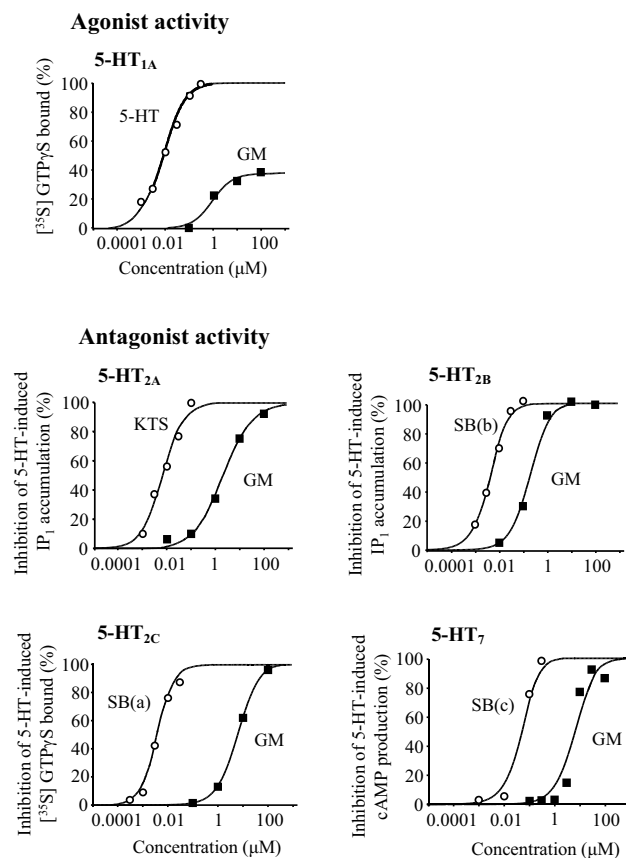 Agonist activity
5-HT1A
[35S] GTPγS bound (%)
100
80
60
40
20
0
5-HT
GM
0.0001 0.01 1 100
Concentration (μM)
Antagonist activity
5-HT2A
Inhibition of 5-HT-induced
IP1 accumulation (%)
100
80
60
40
20
0
KTS
GM
0.0001 0.01 1 100
5-HT2B
Inhibition of 5-HT-induced
IP1 accumulation (%)
100
80
60
40
20
0
SB(b)
GM
0.0001 0.01 1 100
5-HT2C
Inhibition of 5-HT-induced
[35S] GTPγS bound (%)
100
80
60
40
20
0
SB(a)
GM
0.0001 0.01 1 100
Concentration (μM)
5-HT7
Inhibition of 5-HT-induced
cAMP production (%)
100
80
60
40
20
0
SB(c)
GM
0.0001 0.01 1 100
Concentration (μM)